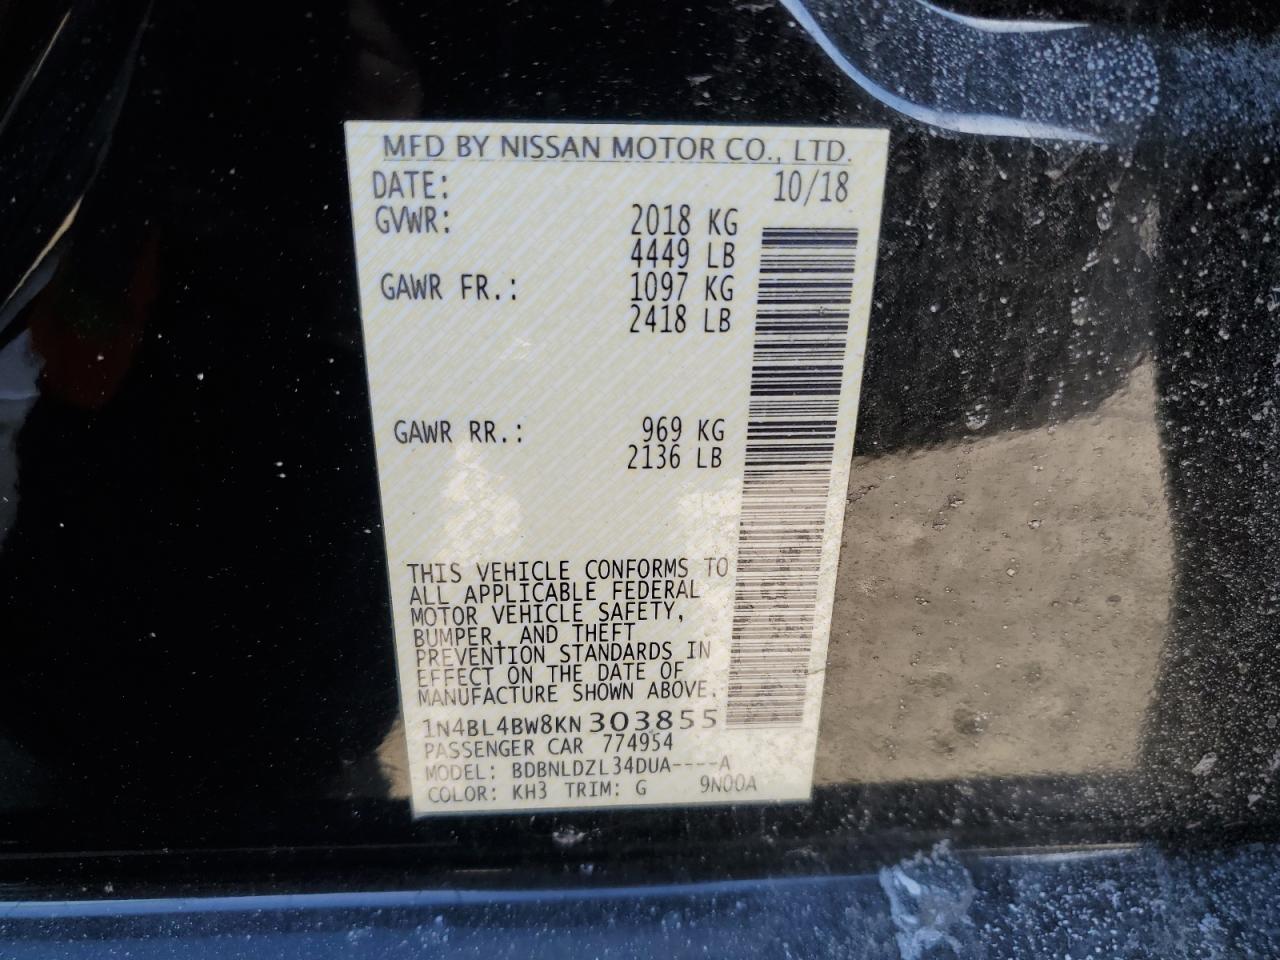 MFD BY NISSAN MOTOR CO., LTD.
DATE: 10/18
GVWR: 2018 KG
4449 LB
GAWR FR.: 1097 KG
2418 LB
GAWR RR.: 969 KG
2136 LB
THIS VEHICLE CONFORMS TO
ALL APPLICABLE FEDERAL
MOTOR VEHICLE SAFETY,
BUMPER, AND THEFT
PREVENTION STANDARDS IN
EFFECT ON THE DATE OF
MANUFACTURE SHOWN ABOVE.
1N4BL4BW8KN303855
PASSENGER CAR 774954
MODEL: BDBNLDZL34DUA----A
COLOR: KH3 TRIM: G 9N00A